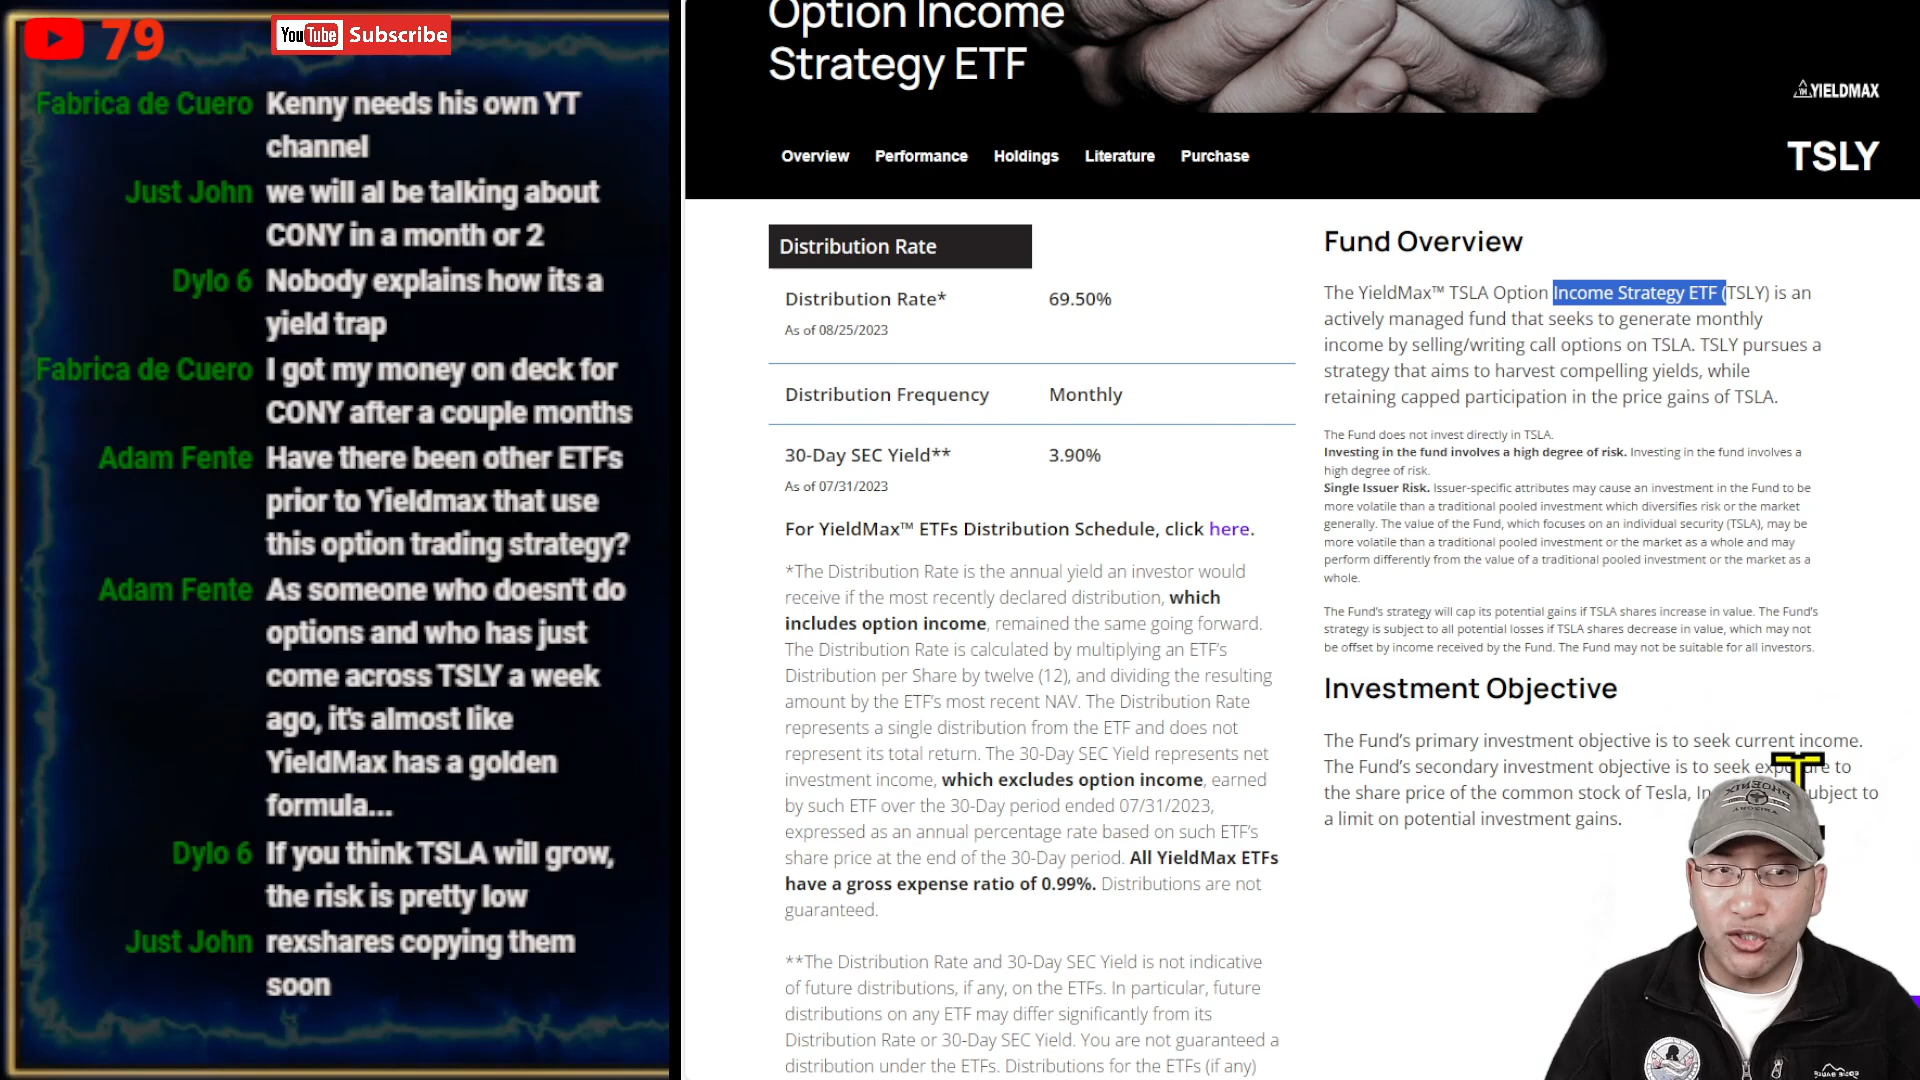 79
YouTube Subscribe
Fabrica de Cuero Kenny needs his own YT
channel
Just John we will al be talking about
CONY in a month or 2
Dylo 6 Nobody explains how its a
yield trap
Fabrica de Cuero I got my money on deck for
CONY after a couple months
Adam Fente Have there been other ETFs
prior to Yieldmax that use
this option trading strategy?
Adam Fente As someone who doesn't do
options and who has just
come across TSLY a week
ago, it's almost like
YieldMax has a golden
formula...
Dylo 6 If you think TSLA will grow,
the risk is pretty low
Just John rexshares copying them
soon
Option Income
Strategy ETF
YIELDMAX
TSLY
Overview Performance Holdings Literature Purchase
Distribution Rate
Distribution Rate* 69.50%
As of 08/25/2023
Distribution Frequency Monthly
30-Day SEC Yield** 3.90%
As of 07/31/2023
For YieldMax™ ETFs Distribution Schedule, click here.
*The Distribution Rate is the annual yield an investor would
receive if the most recently declared distribution, which
includes option income, remained the same going forward.
The Distribution Rate is calculated by multiplying an ETF's
Distribution per Share by twelve (12), and dividing the resulting
amount by the ETF's most recent NAV. The Distribution Rate
represents a single distribution from the ETF and does not
represent its total return. The 30-Day SEC Yield represents net
investment income, which excludes option income, earned
by such ETF over the 30-Day period ended 07/31/2023,
expressed as an annual percentage rate based on such ETF's
share price at the end of the 30-Day period. All YieldMax ETFs
have a gross expense ratio of 0.99%. Distributions are not
guaranteed.
**The Distribution Rate and 30-Day SEC Yield is not indicative
of future distributions, if any, on the ETFs. In particular, future
distributions on any ETF may differ significantly from its
Distribution Rate or 30-Day SEC Yield. You are not guaranteed a
distribution under the ETFs. Distributions for the ETFs (if any)
Fund Overview
The YieldMax™ TSLA Option Income Strategy ETF (TSLY) is an
actively managed fund that seeks to generate monthly
income by selling/writing call options on TSLA. TSLY pursues a
strategy that aims to harvest compelling yields, while
retaining capped participation in the price gains of TSLA.
The Fund does not invest directly in TSLA.
Investing in the fund involves a high degree of risk. Investing in the fund involves a
high degree of risk.
Single Issuer Risk. Issuer-specific attributes may cause an investment in the Fund to be
more volatile than a traditional pooled investment which diversifies risk or the market
generally. The value of the Fund, which focuses on an individual security (TSLA), may be
more volatile than a traditional pooled investment or the market as a whole and may
perform differently from the value of a traditional pooled investment or the market as a
whole.
The Fund's strategy will cap its potential gains if TSLA shares increase in value. The Fund's
strategy is subject to all potential losses if TSLA shares decrease in value, which may not
be offset by income received by the Fund. The Fund may not be suitable for all investors.
Investment Objective
The Fund's primary investment objective is to seek current income.
The Fund's secondary investment objective is to seek exposure to
the share price of the common stock of Tesla, In ubject to
a limit on potential investment gains.
PHOENIX